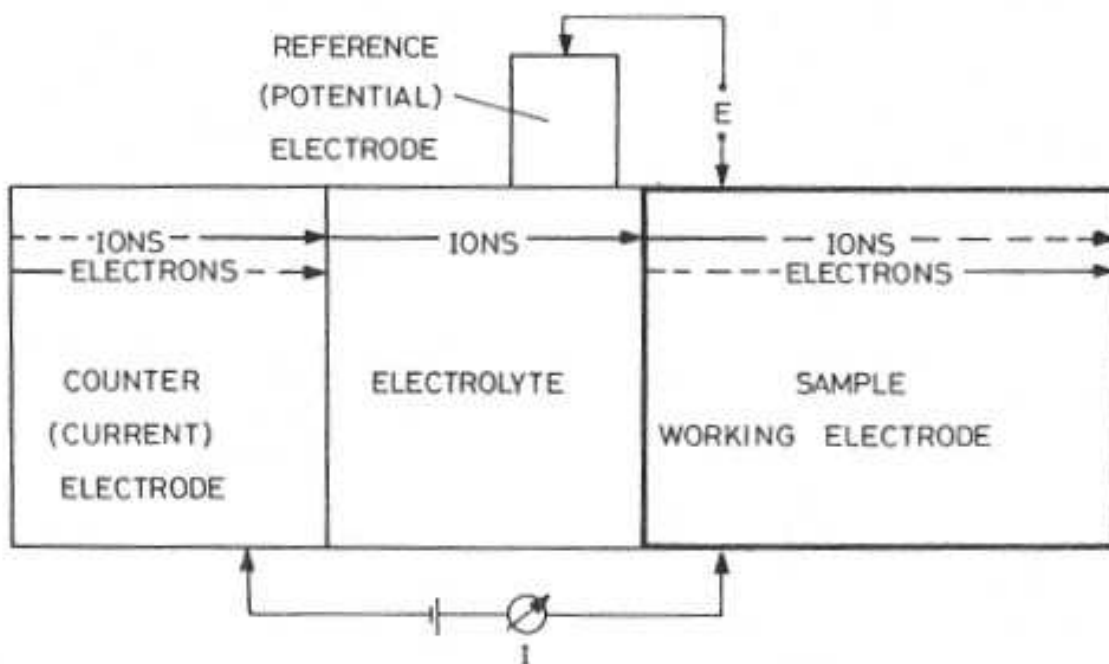 REFERENCE
(POTENTIAL)
ELECTRODE
E
IONS
ELECTRONS
IONS
IONS
ELECTRONS
COUNTER
(CURRENT)
ELECTRODE
ELECTROLYTE
SAMPLE
WORKING ELECTRODE
I